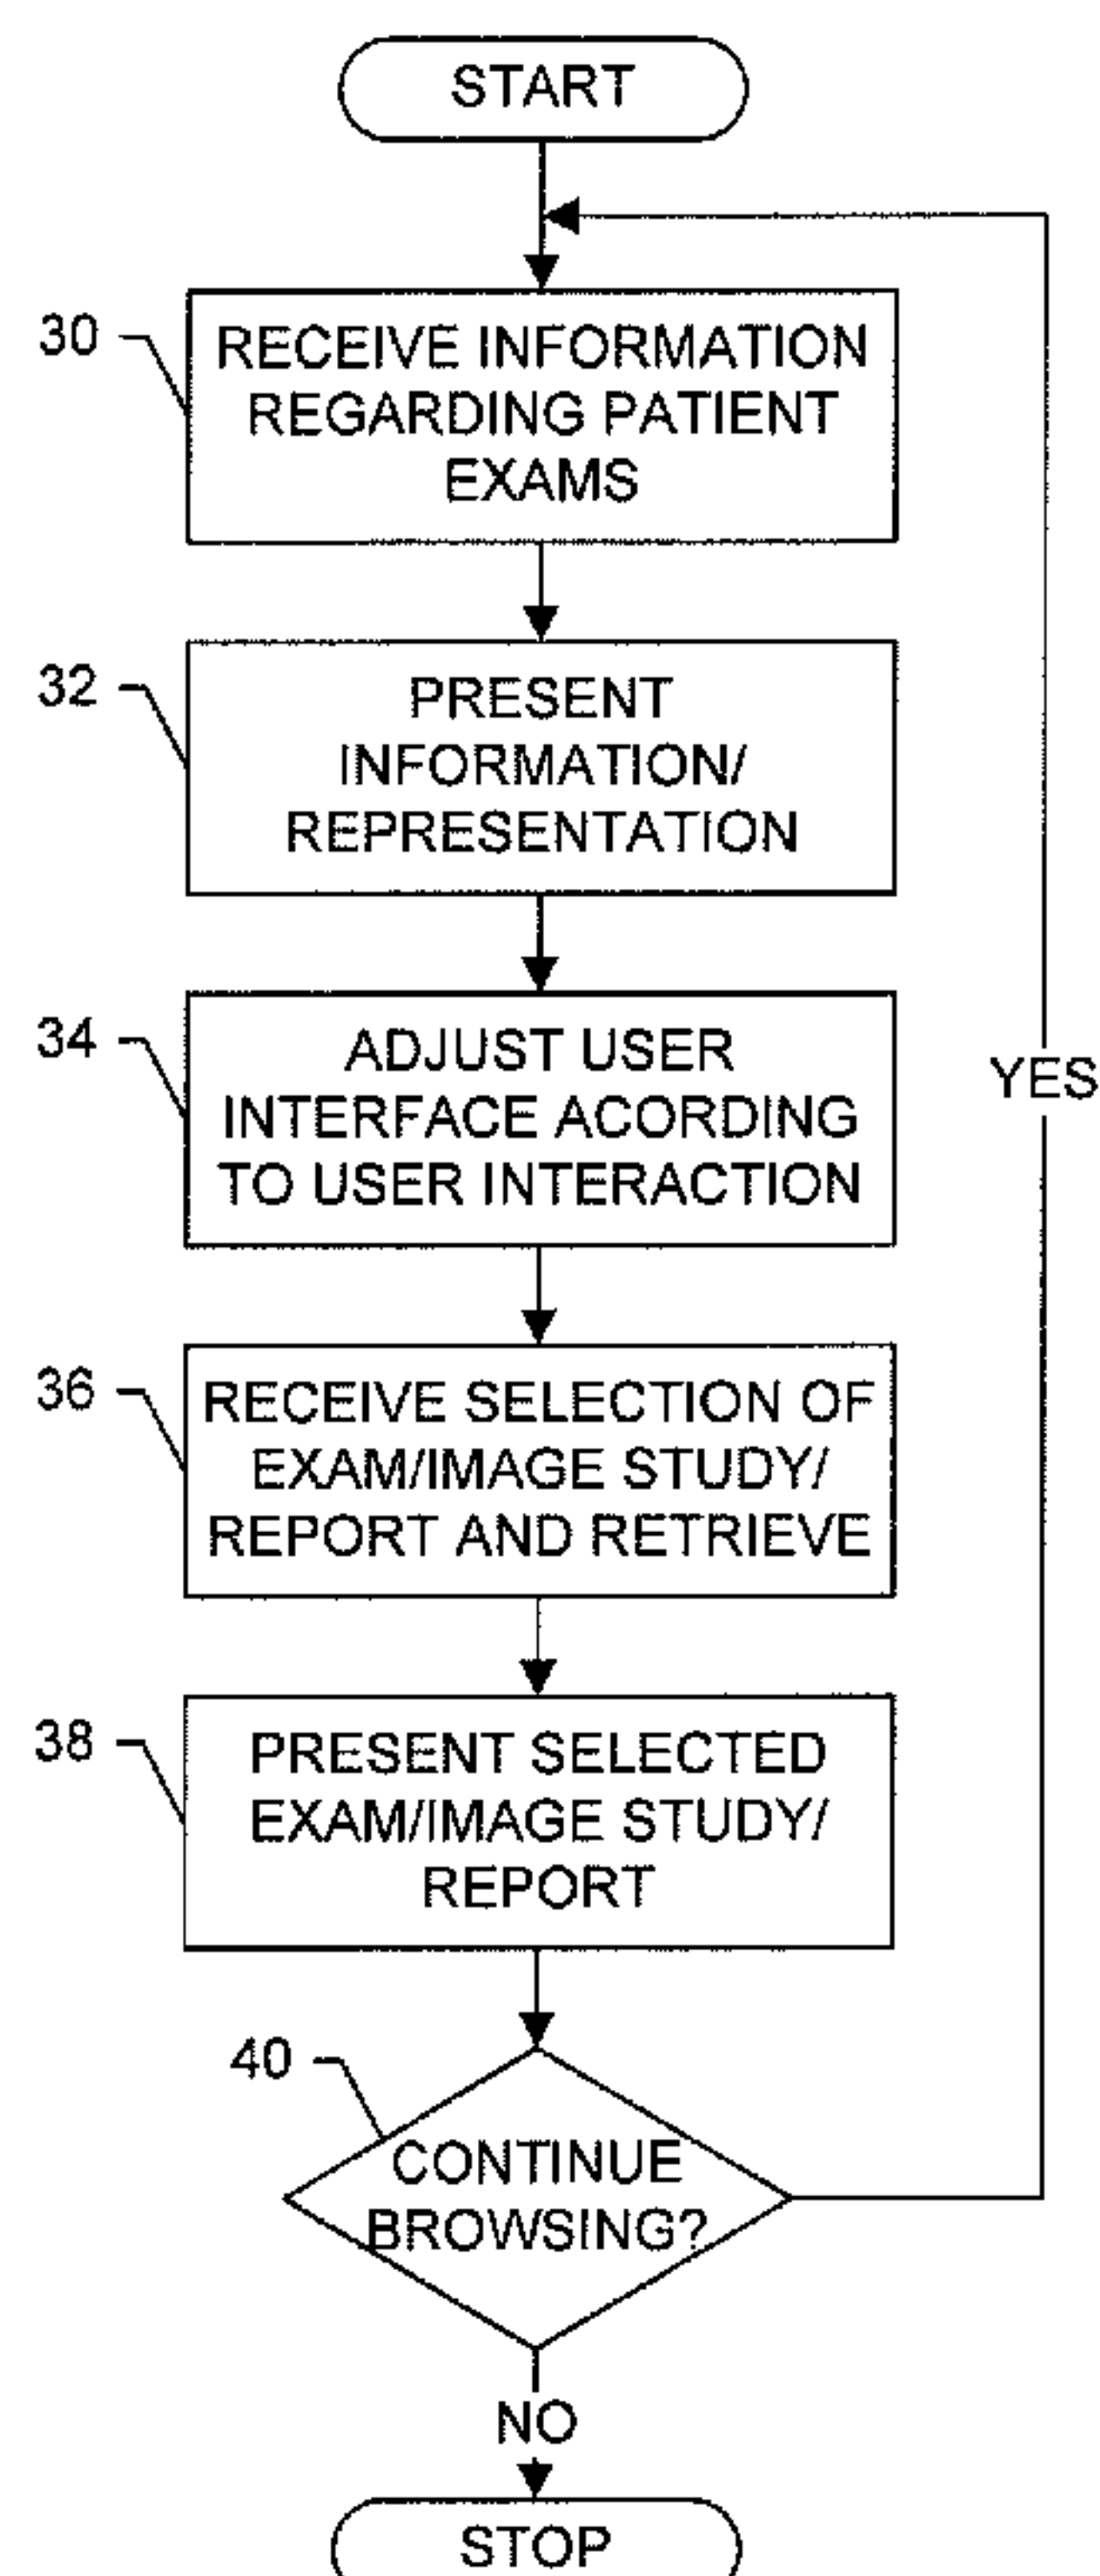 START
30
RECEIVE INFORMATION
REGARDING PATIENT
EXAMS
32
PRESENT
INFORMATION/
REPRESENTATION
34
ADJUST USER
INTERFACE ACORDING
TO USER INTERACTION
YES
36
RECEIVE SELECTION OF
EXAM/IMAGE STUDY/
REPORT AND RETRIEVE
38
PRESENT SELECTED
EXAM/IMAGE STUDY/
REPORT
40
CONTINUE
BROWSING?
NO
STOP